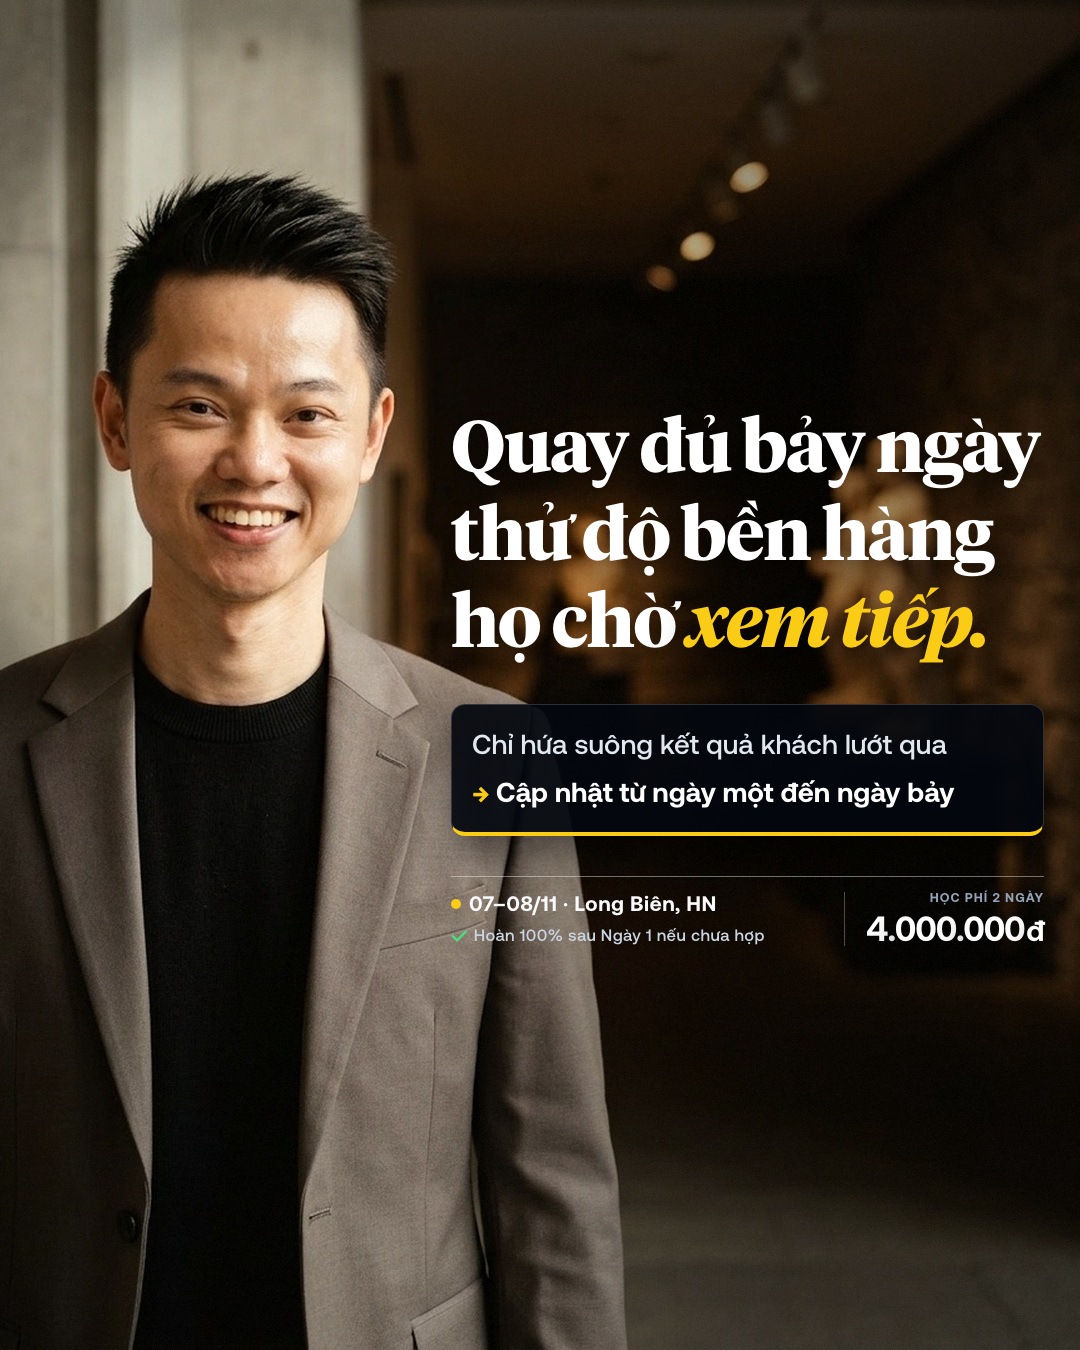 Quay đủ bảy ngày
thử độ bền hàng
họ chờ xem tiếp.
Chỉ hứa suông kết quả khách lướt qua
→ Cập nhật từ ngày một đến ngày bảy
07–08/11 · Long Biên, HN
Hoàn 100% sau Ngày 1 nếu chưa hợp
HỌC PHÍ 2 NGÀY
4.000.000đ